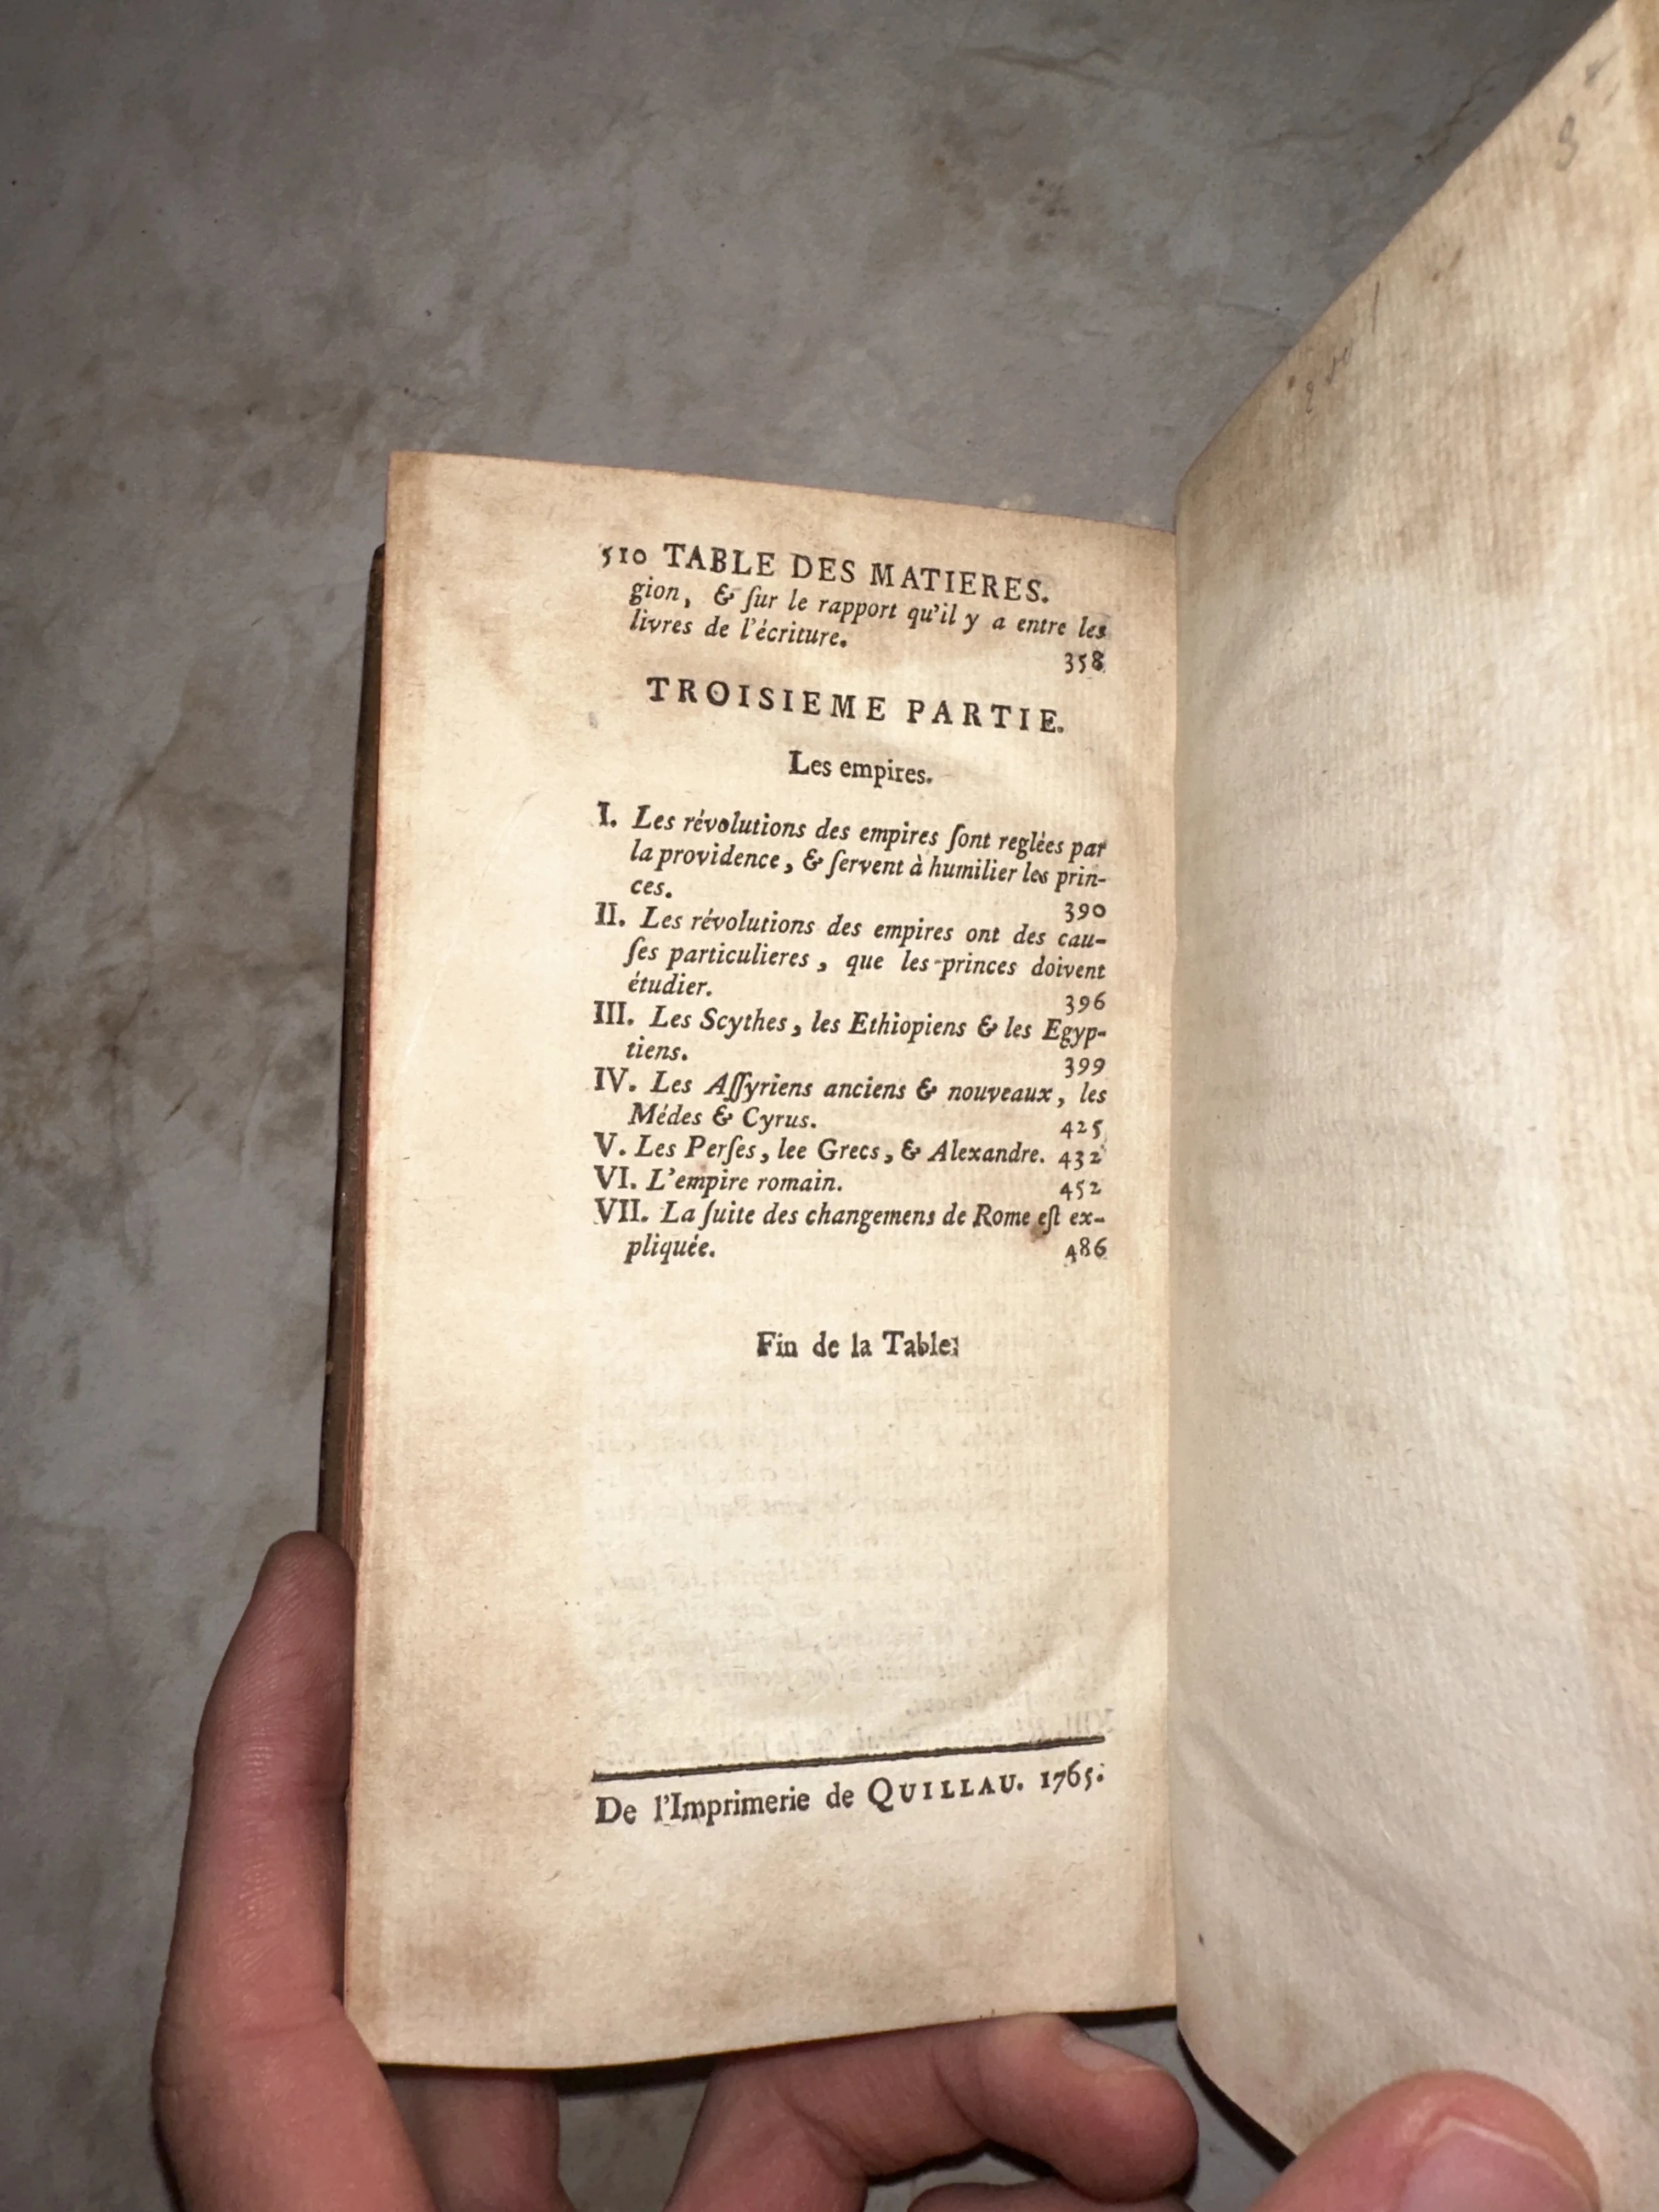 510 TABLE DES MATIERES.
gion, & ſur le rapport qu'il y a entre les
livres de l'écriture.
358
TROISIEME PARTIE.
Les empires.
I. Les révolutions des empires ſont reglées par
la providence, & ſervent à humilier les prin-
ces. 390
II. Les révolutions des empires ont des cau-
ſes particulieres, que les princes doivent
étudier. 396
III. Les Scythes, les Ethiopiens & les Egyp-
tiens. 399
IV. Les Aſſyriens anciens & nouveaux, les
Médes & Cyrus. 425
V. Les Perſes, lee Grecs, & Alexandre. 432
VI. L'empire romain. 452
VII. La ſuite des changemens de Rome eſt ex-
pliquée. 486
Fin de la Table.
De l'Imprimerie de QUILLAU. 1765.